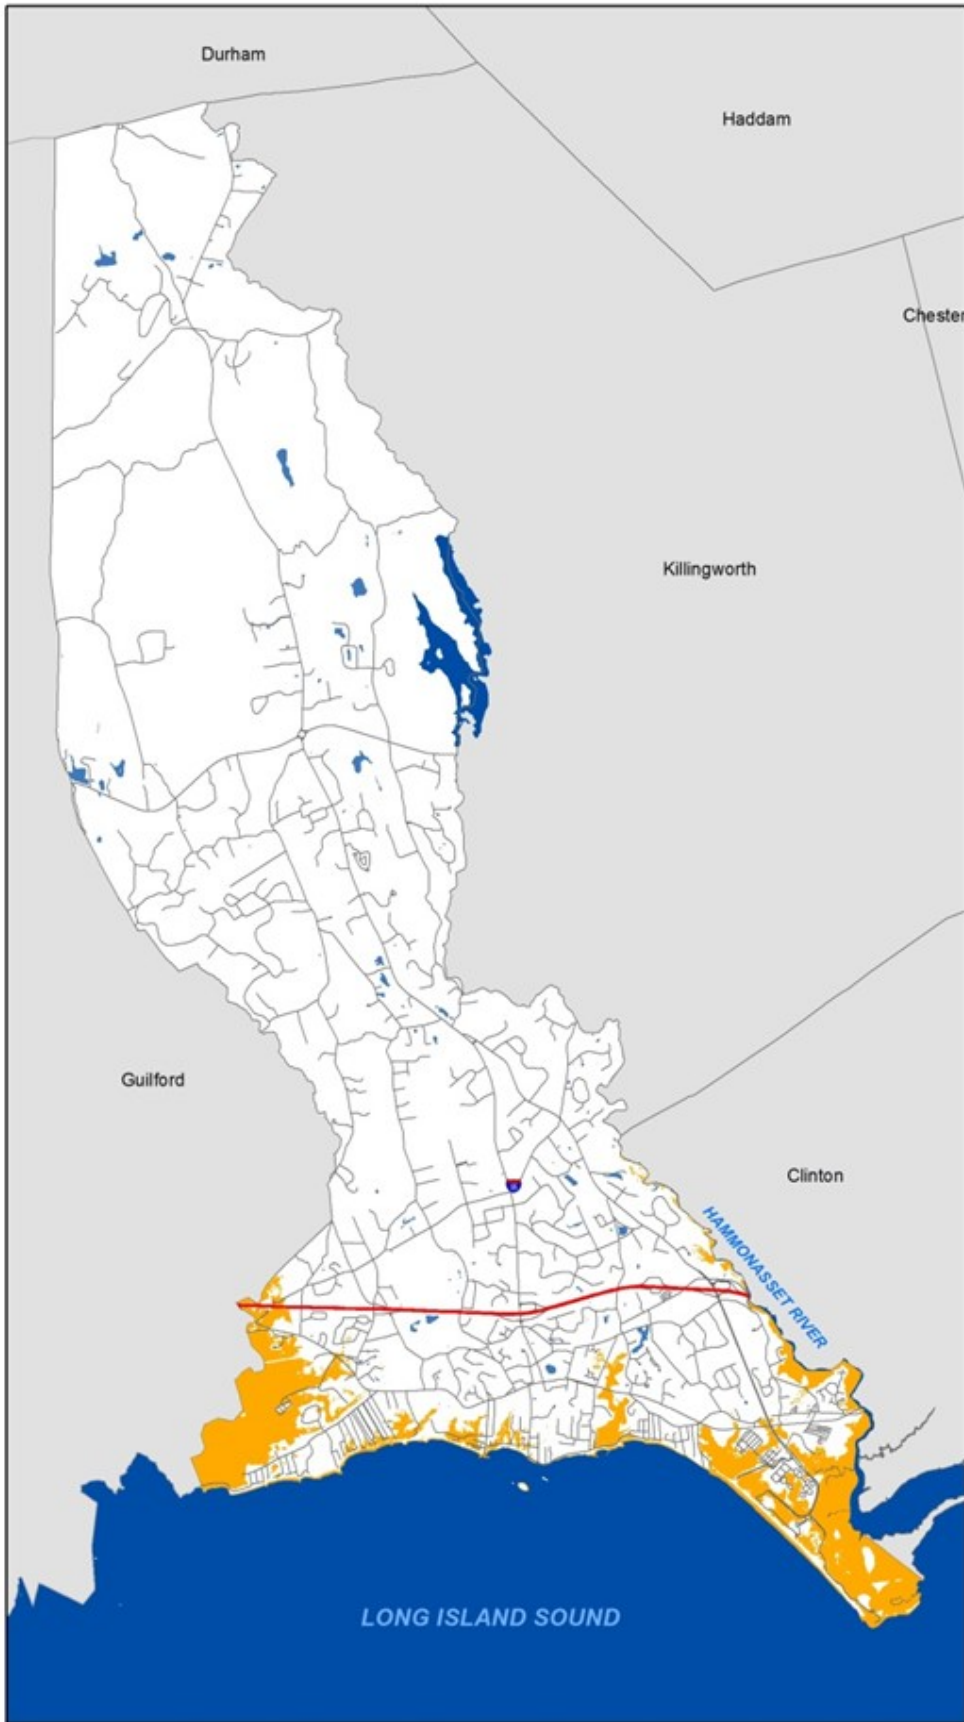 Durham
Haddam
Chester
Killingworth
Guilford
Clinton
HAMMONASSET RIVER
LONG ISLAND SOUND